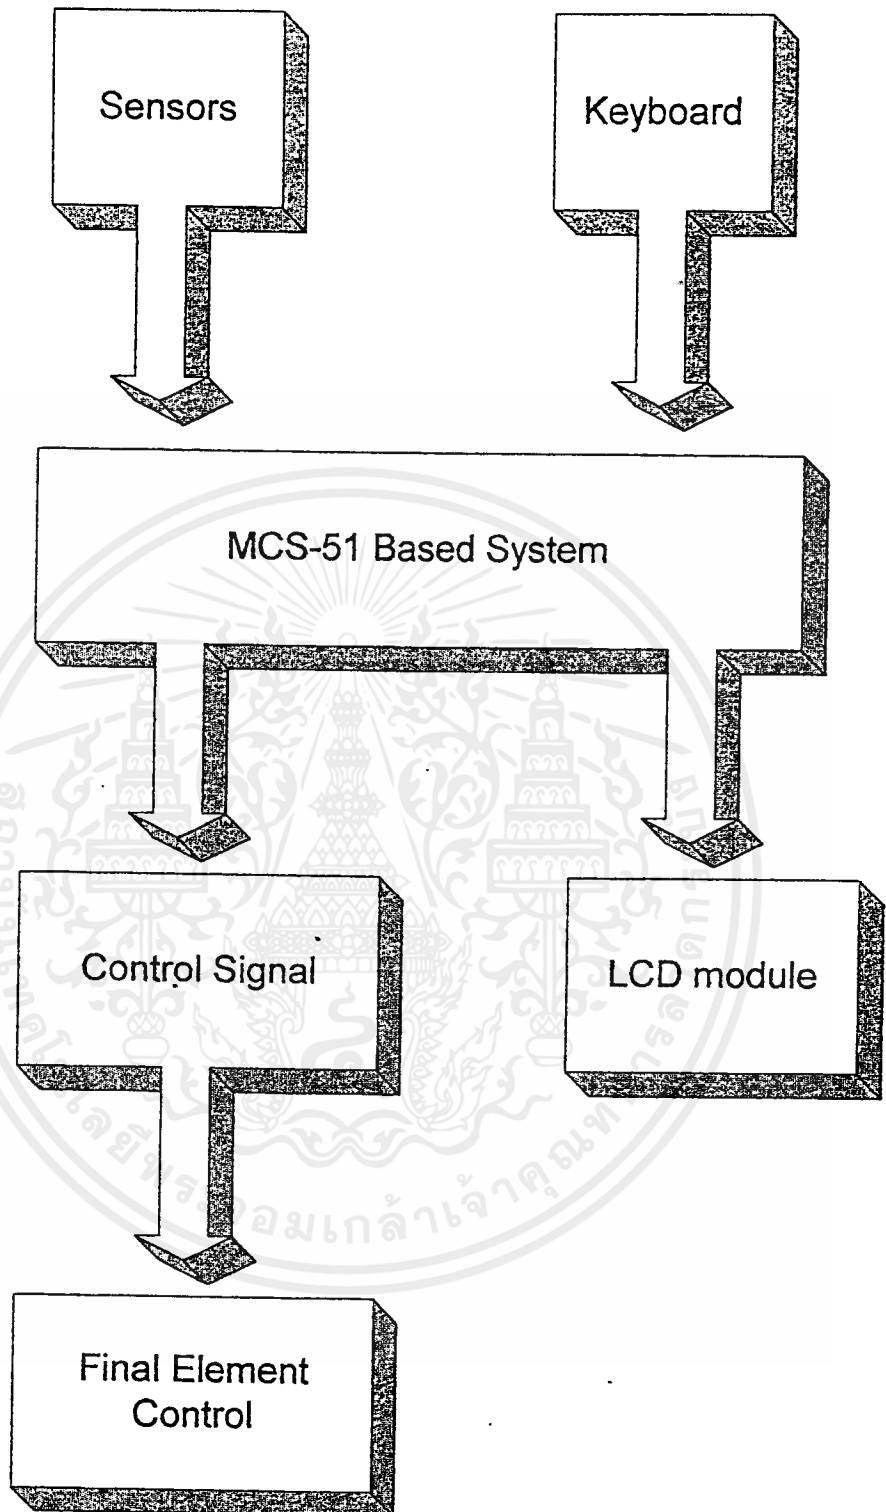 Sensors
Keyboard
MCS-51 Based System
Control Signal
LCD module
Final Element
Control